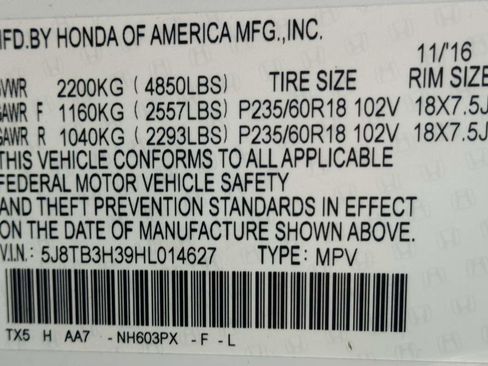 MFD.BY HONDA OF AMERICA MFG.,INC.
11/'16
GVWR 2200KG (4850LBS) TIRE SIZE RIM SIZE
GAWR F 1160KG (2557LBS) P235/60R18 102V 18X7.5J
GAWR R 1040KG (2293LBS) P235/60R18 102V 18X7.5J
THIS VEHICLE CONFORMS TO ALL APPLICABLE
FEDERAL MOTOR VEHICLE SAFETY
AND THEFT PREVENTION STANDARDS IN EFFECT
ON THE DATE OF MANUFACTURE SHOWN ABOVE.
V.I.N.: 5J8TB3H39HL014627 TYPE: MPV
TX5 H AA7 -NH603PX -F -L